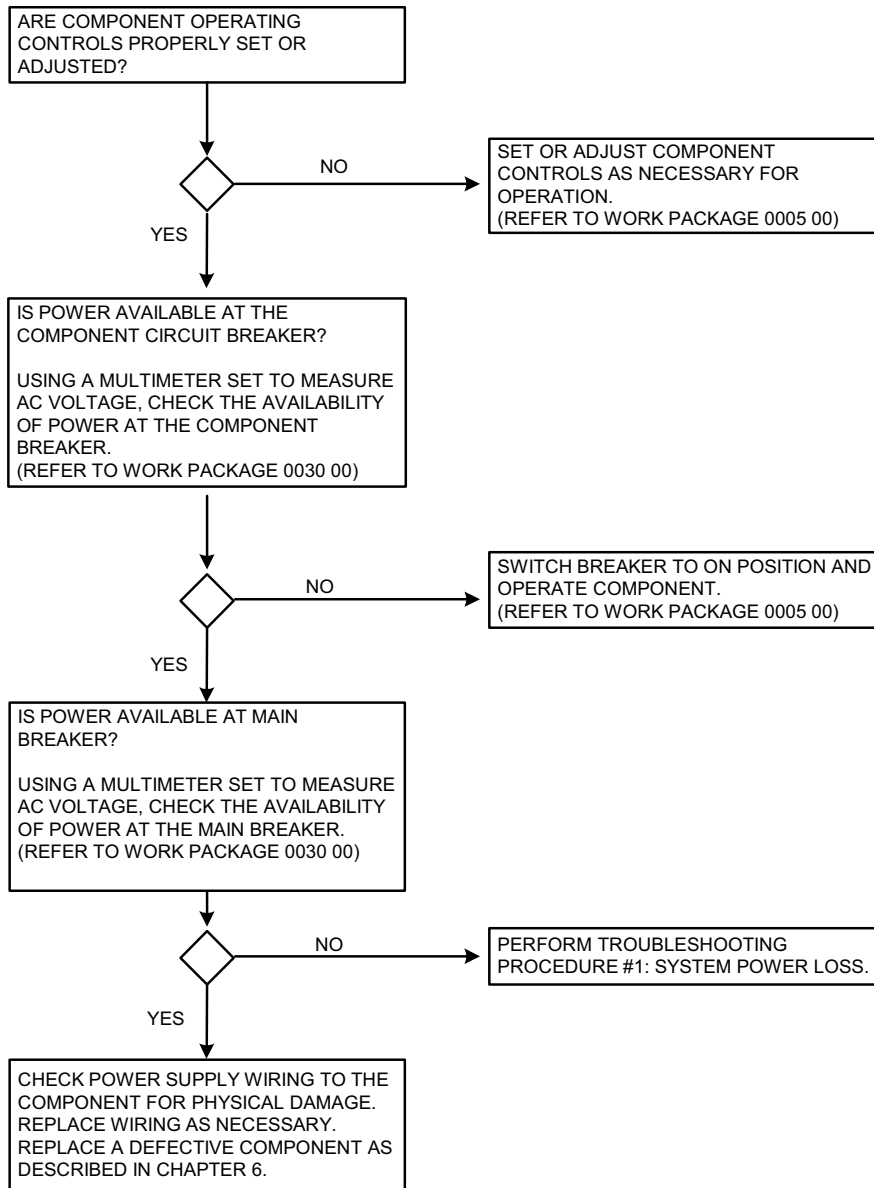 ARE COMPONENT OPERATING
CONTROLS PROPERLY SET OR
ADJUSTED?
NO
SET OR ADJUST COMPONENT
CONTROLS AS NECESSARY FOR
OPERATION.
(REFER TO WORK PACKAGE 0005 00)
YES
IS POWER AVAILABLE AT THE
COMPONENT CIRCUIT BREAKER?
USING A MULTIMETER SET TO MEASURE
AC VOLTAGE, CHECK THE AVAILABILITY
OF POWER AT THE COMPONENT
BREAKER.
(REFER TO WORK PACKAGE 0030 00)
NO
SWITCH BREAKER TO ON POSITION AND
OPERATE COMPONENT.
(REFER TO WORK PACKAGE 0005 00)
YES
IS POWER AVAILABLE AT MAIN
BREAKER?
USING A MULTIMETER SET TO MEASURE
AC VOLTAGE, CHECK THE AVAILABILITY
OF POWER AT THE MAIN BREAKER.
(REFER TO WORK PACKAGE 0030 00)
NO
PERFORM TROUBLESHOOTING
PROCEDURE #1: SYSTEM POWER LOSS.
YES
CHECK POWER SUPPLY WIRING TO THE
COMPONENT FOR PHYSICAL DAMAGE.
REPLACE WIRING AS NECESSARY.
REPLACE A DEFECTIVE COMPONENT AS
DESCRIBED IN CHAPTER 6.